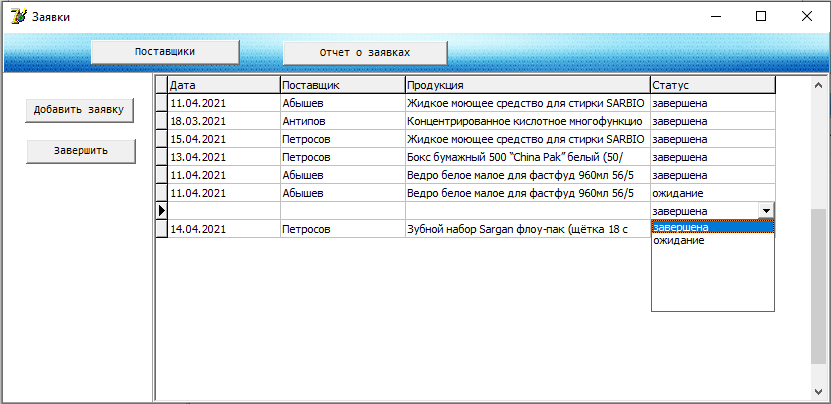 Заявки
Поставщики Отчет о заявках
Добавить заявку
Завершить
Дата Поставщик Продукция Статус
11.04.2021 Абышев Жидкое моющее средство для стирки SARBIO завершена
18.03.2021 Антипов Концентрированное кислотное многофункцио завершена
15.04.2021 Петросов Жидкое моющее средство для стирки SARBIO завершена
13.04.2021 Петросов Бокс бумажный 500 "China Pak" белый (50/ завершена
11.04.2021 Абышев Ведро белое малое для фастфуд 960мл 56/5 завершена
11.04.2021 Абышев Ведро белое малое для фастфуд 960мл 56/5 ожидание
завершена
14.04.2021 Петросов Зубной набор Sargan флоу-пак (щётка 18 с завершена
ожидание